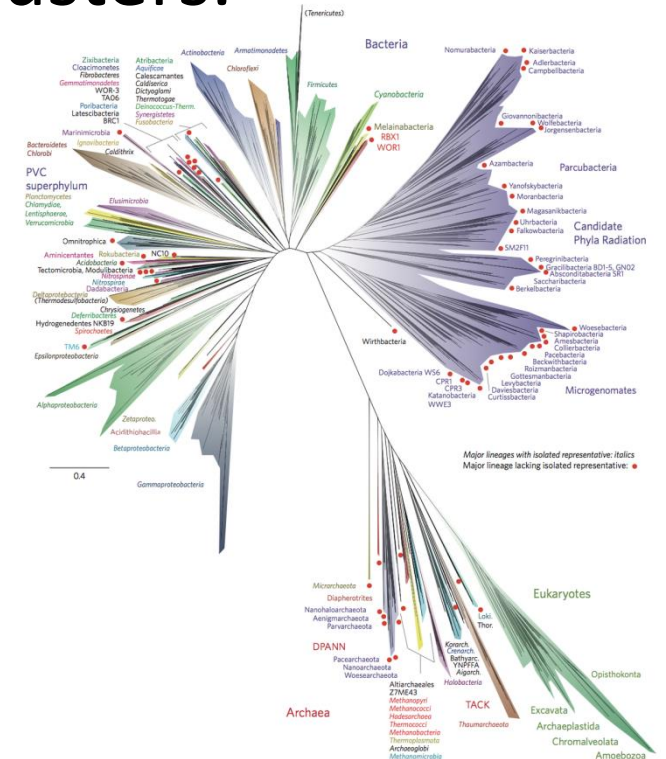 (Tenericutes)
Bacteria
Zixibacteria
Cloacimonetes
Fibrobacteres
Gemmatimonadetes
WOR-3
TA06
Poribacteria
Latescibacteria
BRC1
Atribacteria
Aquificae
Calescamantes
Caldiserica
Dictyoglomi
Thermotogae
Deinococcus-Therm.
Synergistetes
Fusobacteria
Actinobacteria
Armatimonadetes
Chloroflexi
Firmicutes
Cyanobacteria
Melainabacteria
RBX1
WOR1
Nomurabacteria
Kaiserbacteria
Adlerbacteria
Campbellbacteria
Giovannonibacteria
Wolfebacteria
Jorgensenbacteria
Azambacteria
Parcubacteria
Yanofskybacteria
Moranbacteria
Magasanikbacteria
Uhrbacteria
Falkowbacteria
Candidate
Phyla Radiation
SM2F11
Peregrinibacteria
Gracilibacteria BD1-5, GN02
Absconditabacteria SR1
Saccharibacteria
Berkelbacteria
Marinimicrobia
Bacteroidetes
Chlorobi
Ignavibacteria
Caldithrix
PVC
superphylum
Planctomycetes
Chlamydiae,
Lentisphaerae,
Verrucomicrobia
Elusimicrobia
Omnitrophica
Aminicentantes
Rokubacteria
NC10
Acidobacteria
Tectomicrobia, Modulibacteria
Nitrospinae
Nitrospirae
Dadabacteria
Deltaproteobacteria
(Thermodesulfobacteria)
Chrysiogenetes
Deferribacteres
Hydrogenedentes NKB19
Spirochaetes
TM6
Epsilonproteobacteria
Alphaproteobacteria
Zetaproteo.
Acidithiobacillia
Betaproteobacteria
Gammaproteobacteria
0.4
Wirthbacteria
Woesebacteria
Shapirobacteria
Amesbacteria
Collierbacteria
Pacebacteria
Beckwithbacteria
Roizmanbacteria
Gottesmanbacteria
Levybacteria
Daviesbacteria
Curtissbacteria
Microgenomates
Dojkabacteria WS6
CPR1
CPR3
Katanobacteria
WWE3
Major lineages with isolated representative: italics
Major lineage lacking isolated representative:
Micrarchaeota
Diapherotrites
Nanohaloarchaeota
Aenigmarchaeota
Parvarchaeota
DPANN
Pacearchaeota
Nanoarchaeota
Woesearchaeota
Archaea
Altiarchaeales
Z7ME43
Methanopyri
Methanococci
Hadesarchaea
Thermococci
Methanobacteria
Thermoplasmata
Archaeoglobi
Methanomicrobia
Halobacteria
Korarch.
Crenarch.
Bathyarc.
YNPFFA
Aigarch.
TACK
Thaumarchaeota
Loki.
Thor.
Eukaryotes
Opisthokonta
Excavata
Archaeplastida
Chromalveolata
Amoebozoa